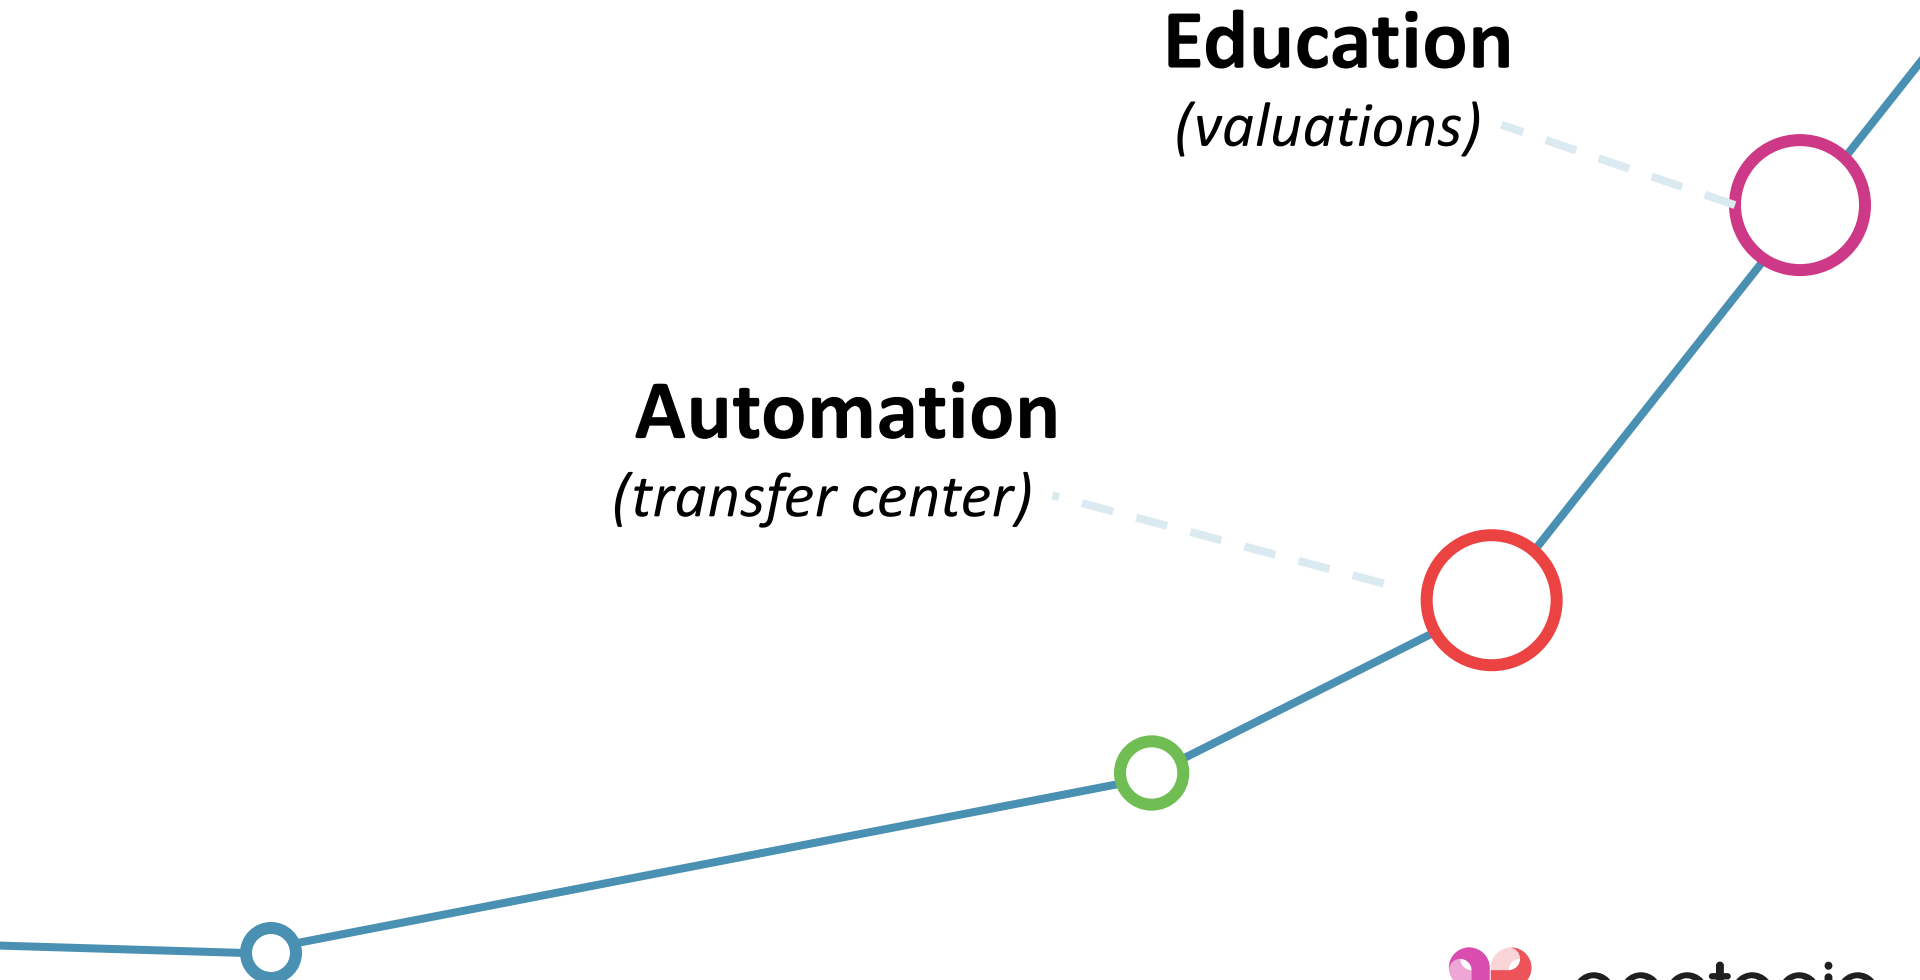 Education
(valuations)
Automation
(transfer center)